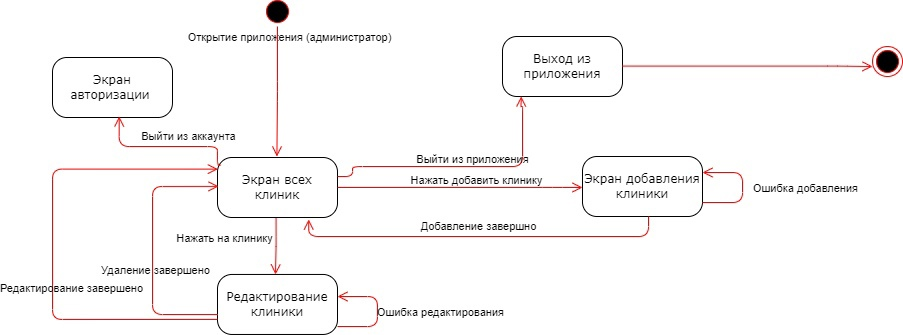 Открытие приложения (администратор)
Выход из
приложения
Экран
авторизации
Выйти из аккаунта
Выйти из приложения
Экран всех
клиник
Нажать добавить клинику
Экран добавления
клиники
Ошибка добавления
Добавление завершно
Нажать на клинику
Удаление завершено
Редактирование завершено
Редактирование
клиники
Ошибка редактирования